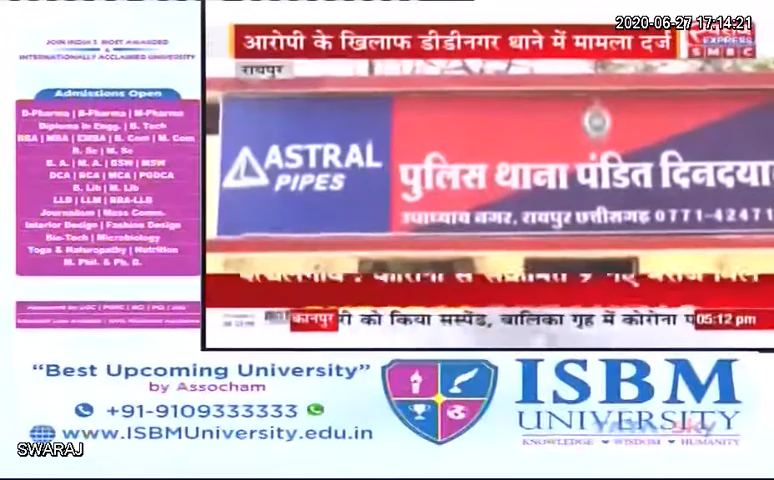 2020-06-27 17:14:21
JOIN INDIA'S MOST AWARDED
&
INTERNATIONALLY ACCLAIMED UNIVERSITY
Admissions Open
D-Pharma | B-Pharma | M-Pharma
Diploma in Engg. | B. Tech
BBA | MBA | EMBA | B. Com | M. Com
B. Sc | M. Sc
B. A. | M. A. | BSW | MSW
DCA | BCA | MCA | PGDCA
B. Lib | M. Lib
LLB | LLM | BBA-LLB
Journalism | Mass Comm.
Interior Design | Fashion Design
Bio-Tech | Microbiology
Yoga & Naturopathy | Nutrition
M. Phil. & Ph. D.
आरोपी के खिलाफ डीडीनगर थाने में मामला दर्ज
EXPRESS
SMBC
रायपुर
ASTRAL
PIPES
पुलिस थाना पंडित दिनदया
उपाध्याय नगर, रायपुर छत्तीसगढ़ 0771-42471
कानपुर
री को किया सस्पेंड, बालिका गृह में कोरोना प
05:12 pm
"Best Upcoming University"
by Assocham
+91-9109333333
www.ISBMUniversity.edu.in
ISBM
UNIVERSITY
TATA Sky
KNOWLEDGE WISDOM HUMANITY
SWARAJ